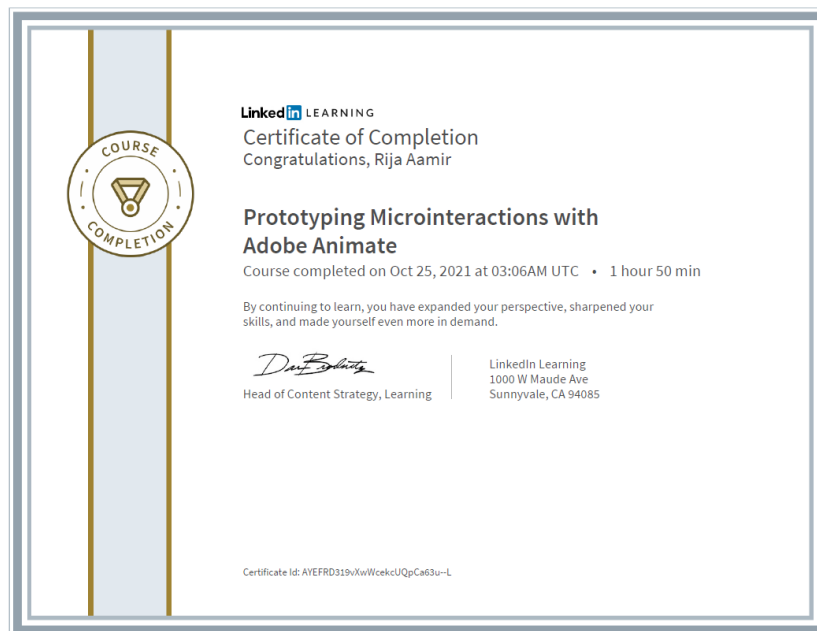 COURSE
COMPLETION
Linked in LEARNING
Certificate of Completion
Congratulations, Rija Aamir
Prototyping Microinteractions with
Adobe Animate
Course completed on Oct 25, 2021 at 03:06AM UTC • 1 hour 50 min
By continuing to learn, you have expanded your perspective, sharpened your
skills, and made yourself even more in demand.
Head of Content Strategy, Learning
LinkedIn Learning
1000 W Maude Ave
Sunnyvale, CA 94085
Certificate Id: AYEFRD319vXwWcekcUQpCa63u--L